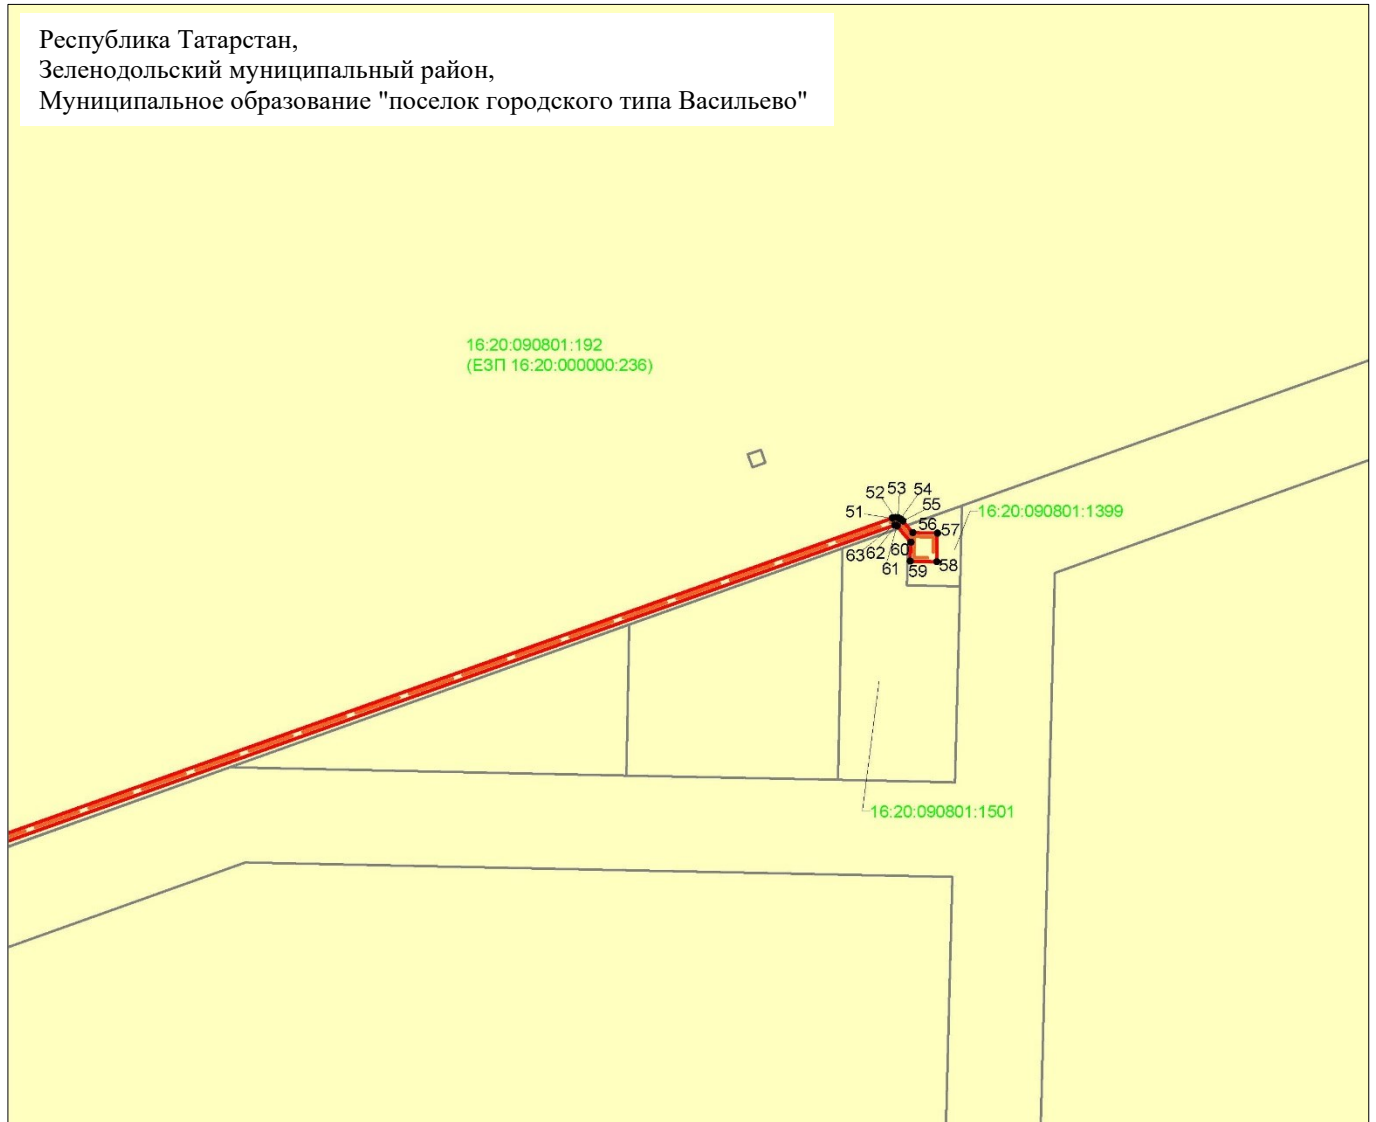 Республика Татарстан,
Зеленодольский муниципальный район,
Муниципальное образование "поселок городского типа Васильево"
16:20:090801:192
(ЕЗП 16:20:000000:236)
52 53 54
51
55
16:20:090801:1399
56
57
63 62
60
61
59
58
16:20:090801:1501